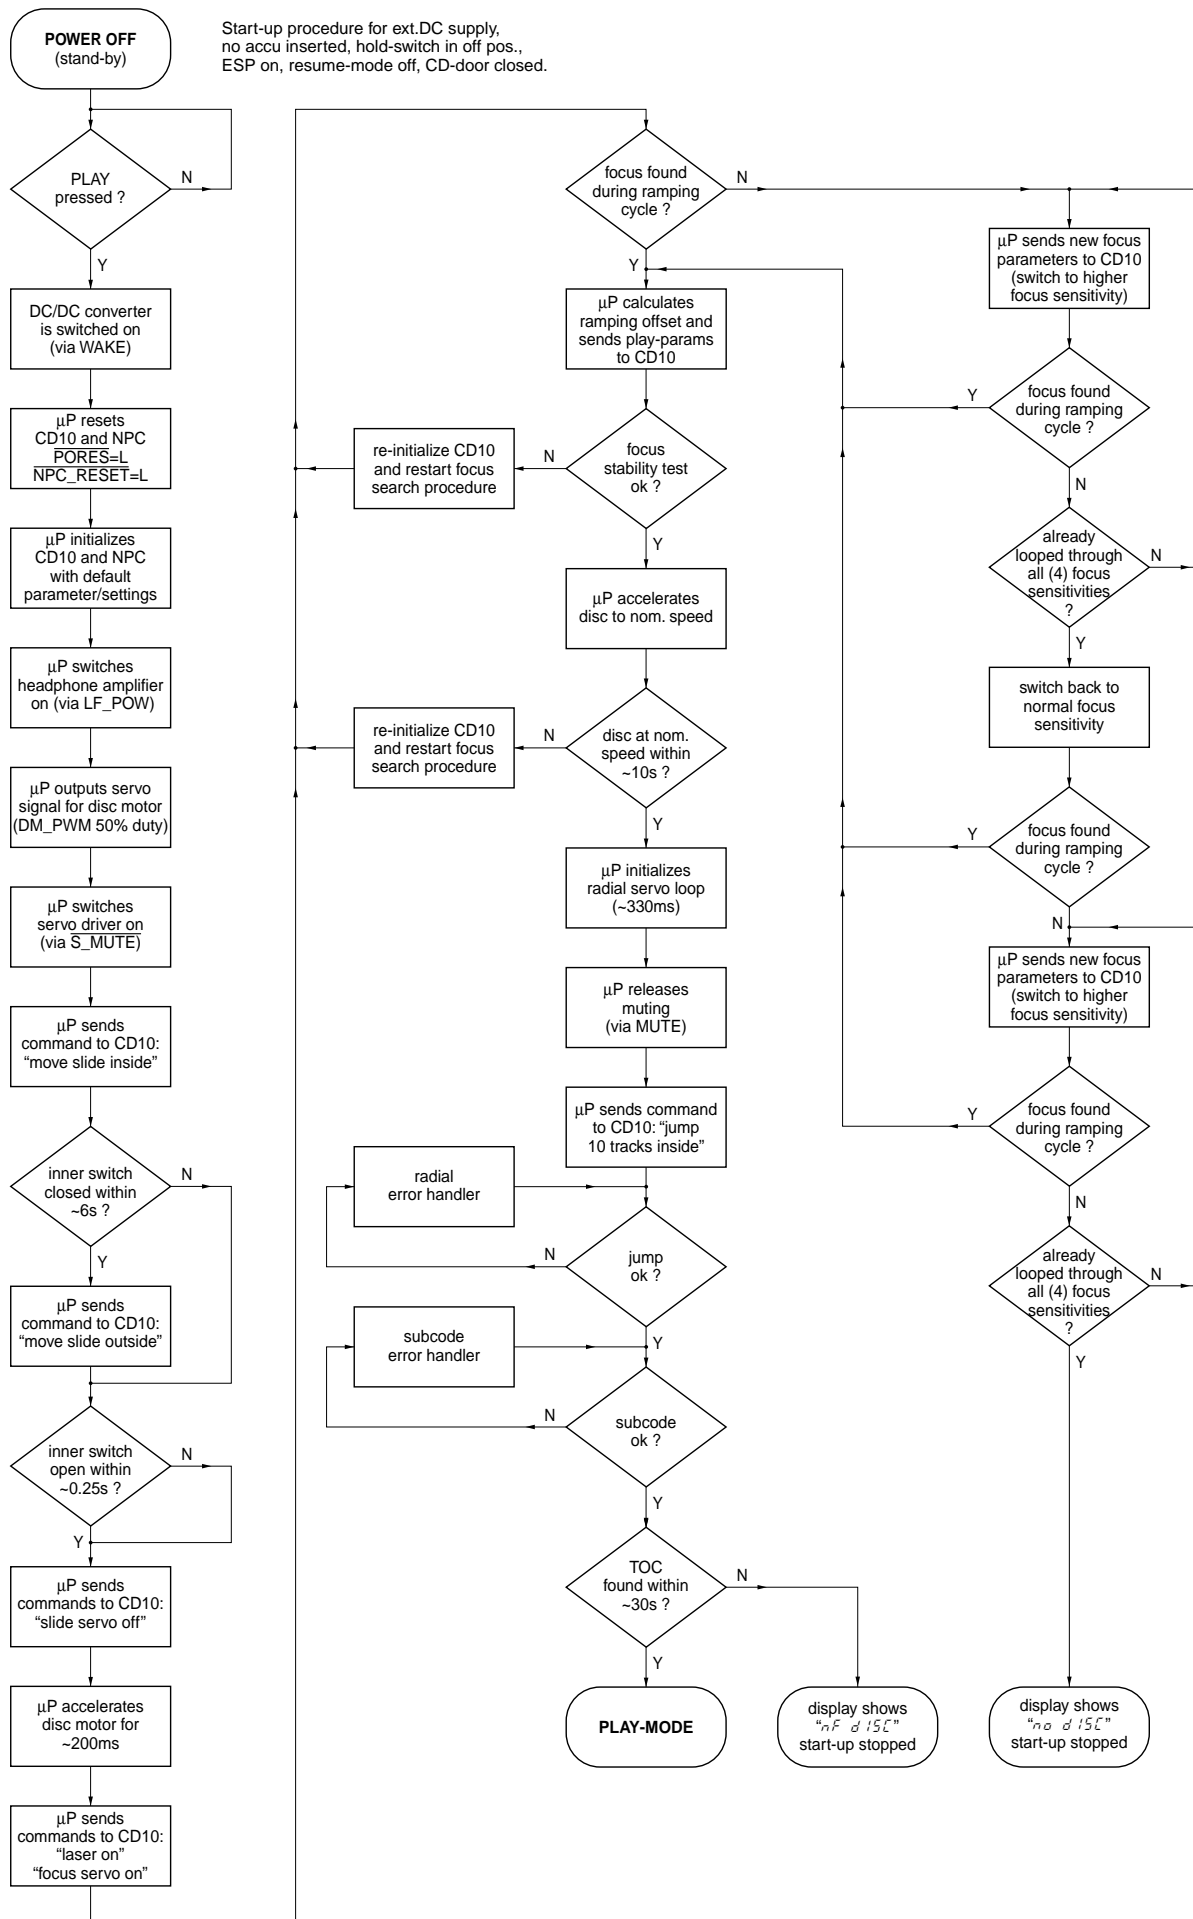 POWER OFF
(stand-by)
Start-up procedure for ext.DC supply,
no accu inserted, hold-switch in off pos.,
ESP on, resume-mode off, CD-door closed.
PLAY
pressed ?
N
Y
DC/DC converter
is switched on
(via WAKE)
µP resets
CD10 and NPC
PORES=L
NPC_RESET=L
µP initializes
CD10 and NPC
with default
parameter/settings
µP switches
headphone amplifier
on (via LF_POW)
µP outputs servo
signal for disc motor
(DM_PWM 50% duty)
µP switches
servo driver on
(via S_MUTE)
µP sends
command to CD10:
“move slide inside”
inner switch
closed within
~6s ?
N
Y
µP sends
command to CD10:
“move slide outside”
inner switch
open within
~0.25s ?
N
Y
µP sends
commands to CD10:
“slide servo off”
µP accelerates
disc motor for
~200ms
µP sends
commands to CD10:
“laser on”
“focus servo on”
focus found
during ramping
cycle ?
N
Y
µP calculates
ramping offset and
sends play-params
to CD10
focus
stability test
ok ?
N
re-initialize CD10
and restart focus
search procedure
Y
µP accelerates
disc to nom. speed
disc at nom.
speed within
~10s ?
N
re-initialize CD10
and restart focus
search procedure
Y
µP initializes
radial servo loop
(~330ms)
µP releases
muting
(via MUTE)
µP sends command
to CD10: “jump
10 tracks inside”
radial
error handler
jump
ok ?
N
Y
subcode
error handler
subcode
ok ?
N
Y
TOC
found within
~30s ?
N
Y
PLAY-MODE
display shows
“nF dISC”
start-up stopped
µP sends new focus
parameters to CD10
(switch to higher
focus sensitivity)
focus found
during ramping
cycle ?
Y
N
already
looped through
all (4) focus
sensitivities
?
N
Y
switch back to
normal focus
sensitivity
focus found
during ramping
cycle ?
Y
N
µP sends new focus
parameters to CD10
(switch to higher
focus sensitivity)
focus found
during ramping
cycle ?
Y
N
already
looped through
all (4) focus
sensitivities
?
N
Y
display shows
“no dISC”
start-up stopped